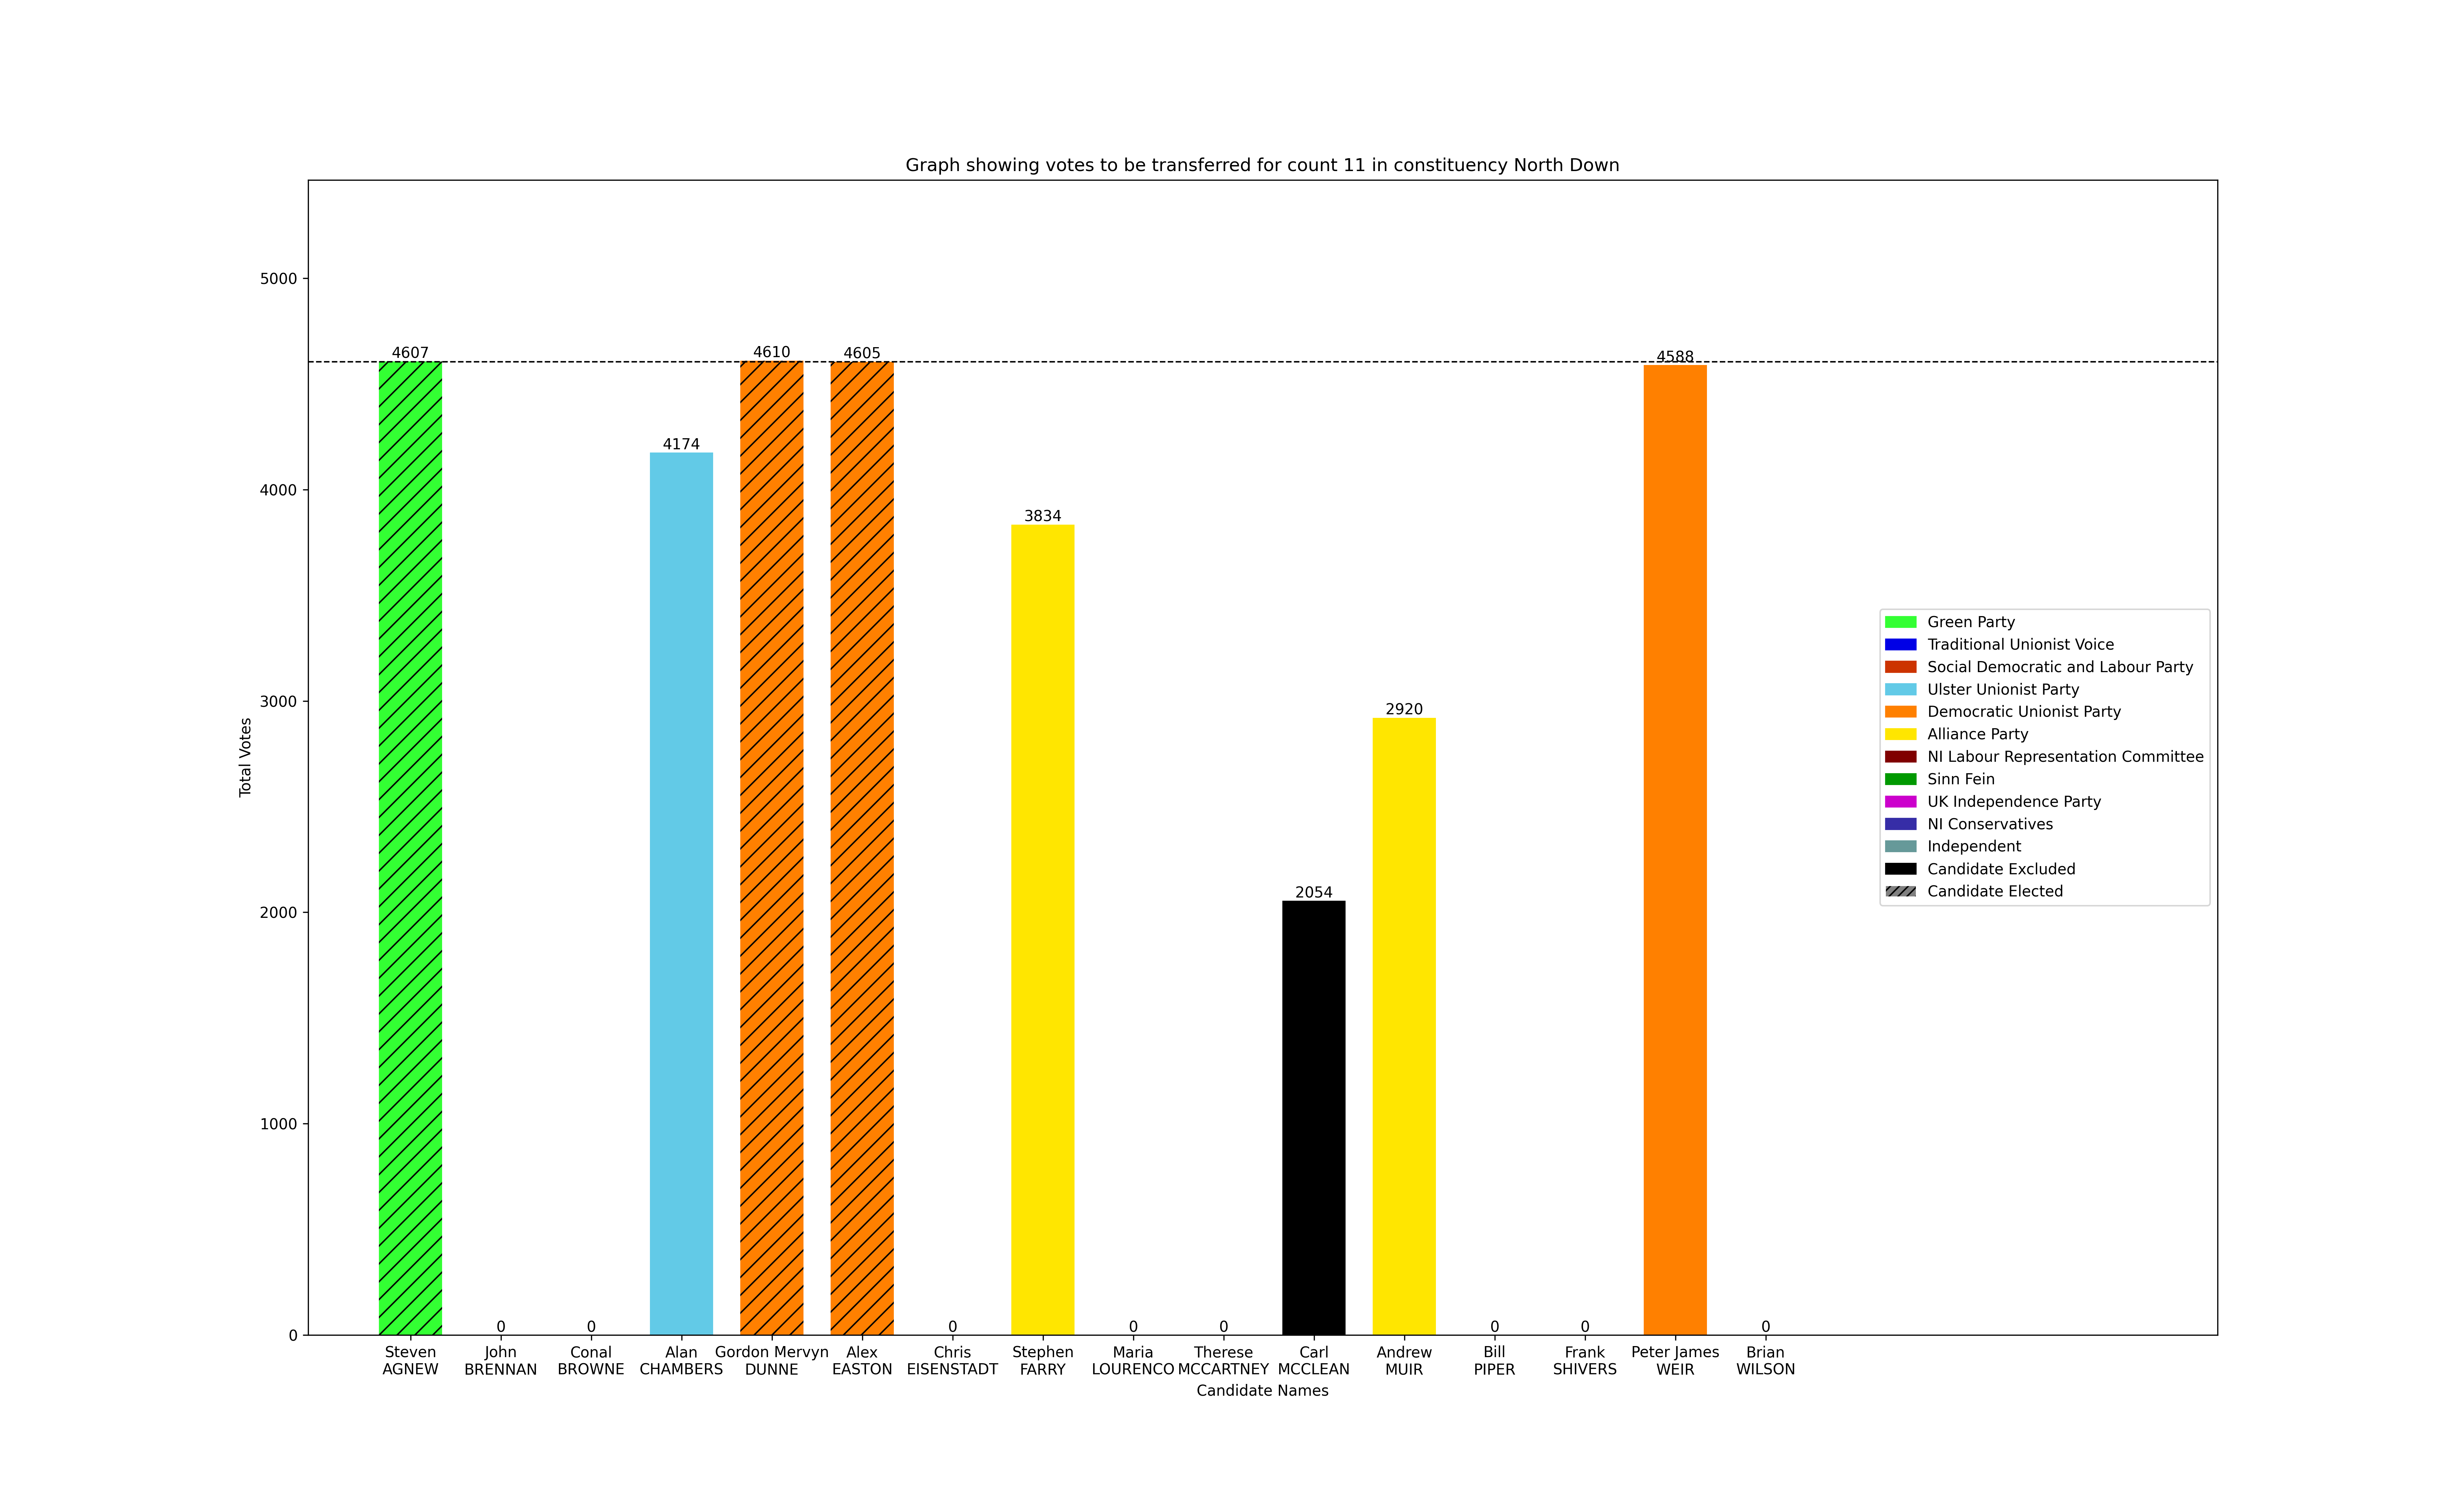 Graph showing votes to be transferred for count 11 in constituency North Down
Total Votes
5000
4000
3000
2000
1000
0
4607
0
0
4174
4610
4605
0
3834
0
0
2054
2920
0
0
4588
0
Green Party
Traditional Unionist Voice
Social Democratic and Labour Party
Ulster Unionist Party
Democratic Unionist Party
Alliance Party
NI Labour Representation Committee
Sinn Fein
UK Independence Party
NI Conservatives
Independent
Candidate Excluded
Candidate Elected
Steven
AGNEW
John
BRENNAN
Conal
BROWNE
Alan
CHAMBERS
Gordon Mervyn
DUNNE
Alex
EASTON
Chris
EISENSTADT
Stephen
FARRY
Maria
LOURENCO
Therese
MCCARTNEY
Carl
MCCLEAN
Andrew
MUIR
Bill
PIPER
Frank
SHIVERS
Peter James
WEIR
Brian
WILSON
Candidate Names